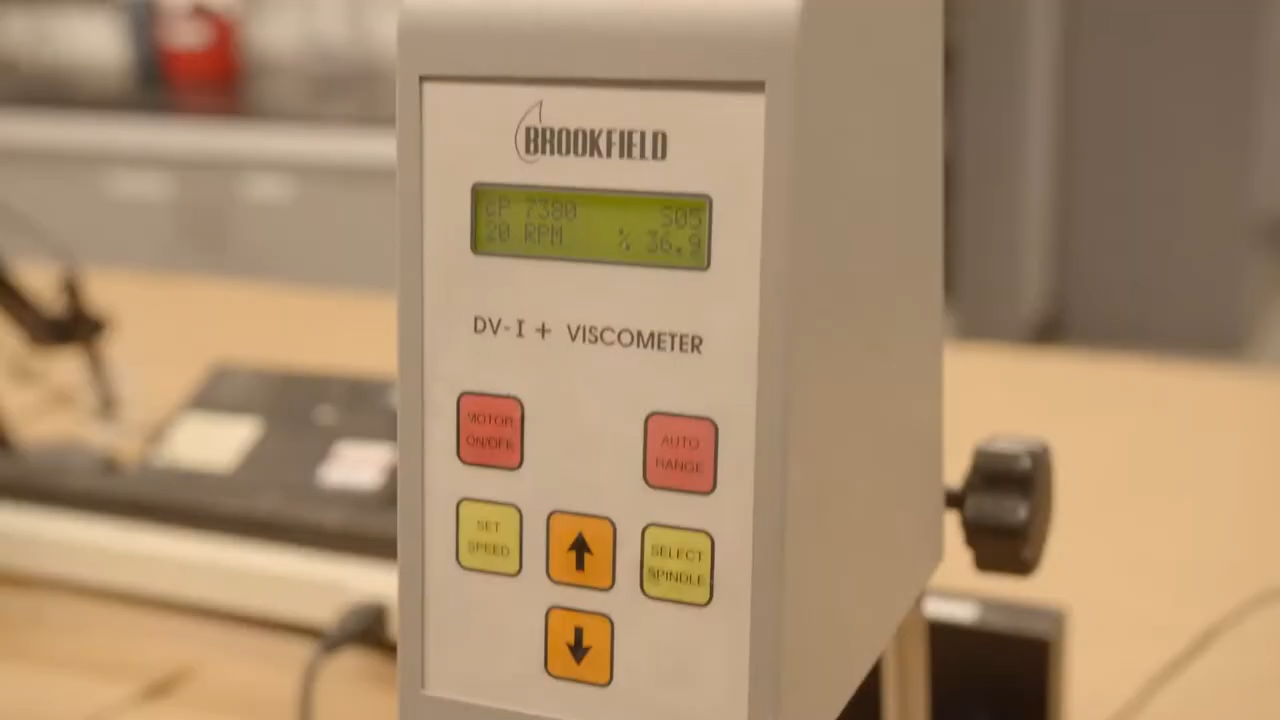 BROOKFIELD
cP 7380 S05
20 RPM % 36.9
DV-I + VISCOMETER
MOTOR
ON/OFF
AUTO
RANGE
SET
SPEED
SELECT
SPINDLE